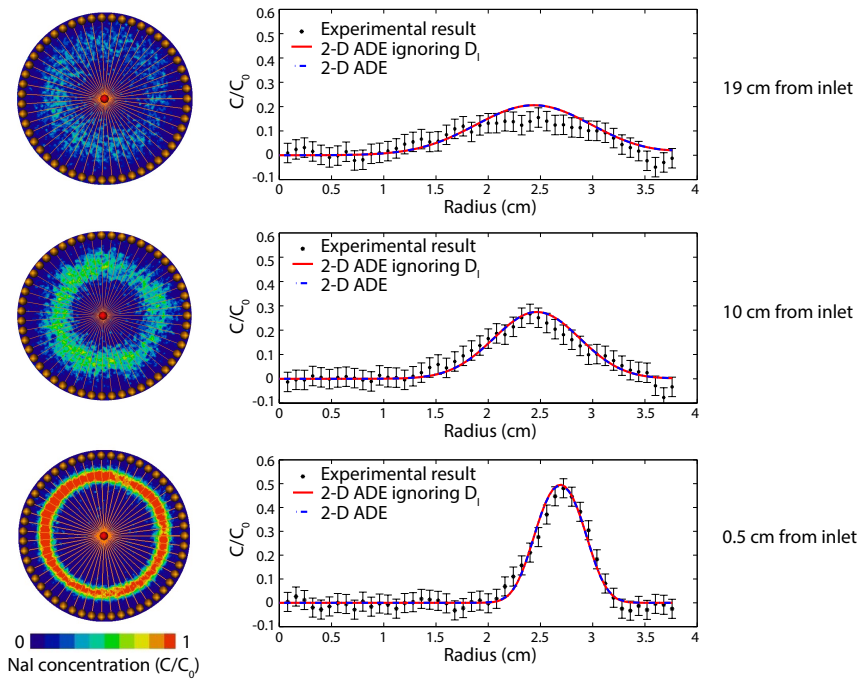 0.6
0.5
0.4
0.3
0.2
0.1
0
-0.1
C/C0
Experimental result
2-D ADE ignoring Dl
2-D ADE
0 0.5 1 1.5 2 2.5 3 3.5 4
Radius (cm)
19 cm from inlet
0.6
0.5
0.4
0.3
0.2
0.1
0
-0.1
C/C0
Experimental result
2-D ADE ignoring Dl
2-D ADE
0 0.5 1 1.5 2 2.5 3 3.5 4
Radius (cm)
10 cm from inlet
0.6
0.5
0.4
0.3
0.2
0.1
0
-0.1
C/C0
Experimental result
2-D ADE ignoring Dl
2-D ADE
0 0.5 1 1.5 2 2.5 3 3.5 4
Radius (cm)
0.5 cm from inlet
0 1
NaI concentration (C/C0)